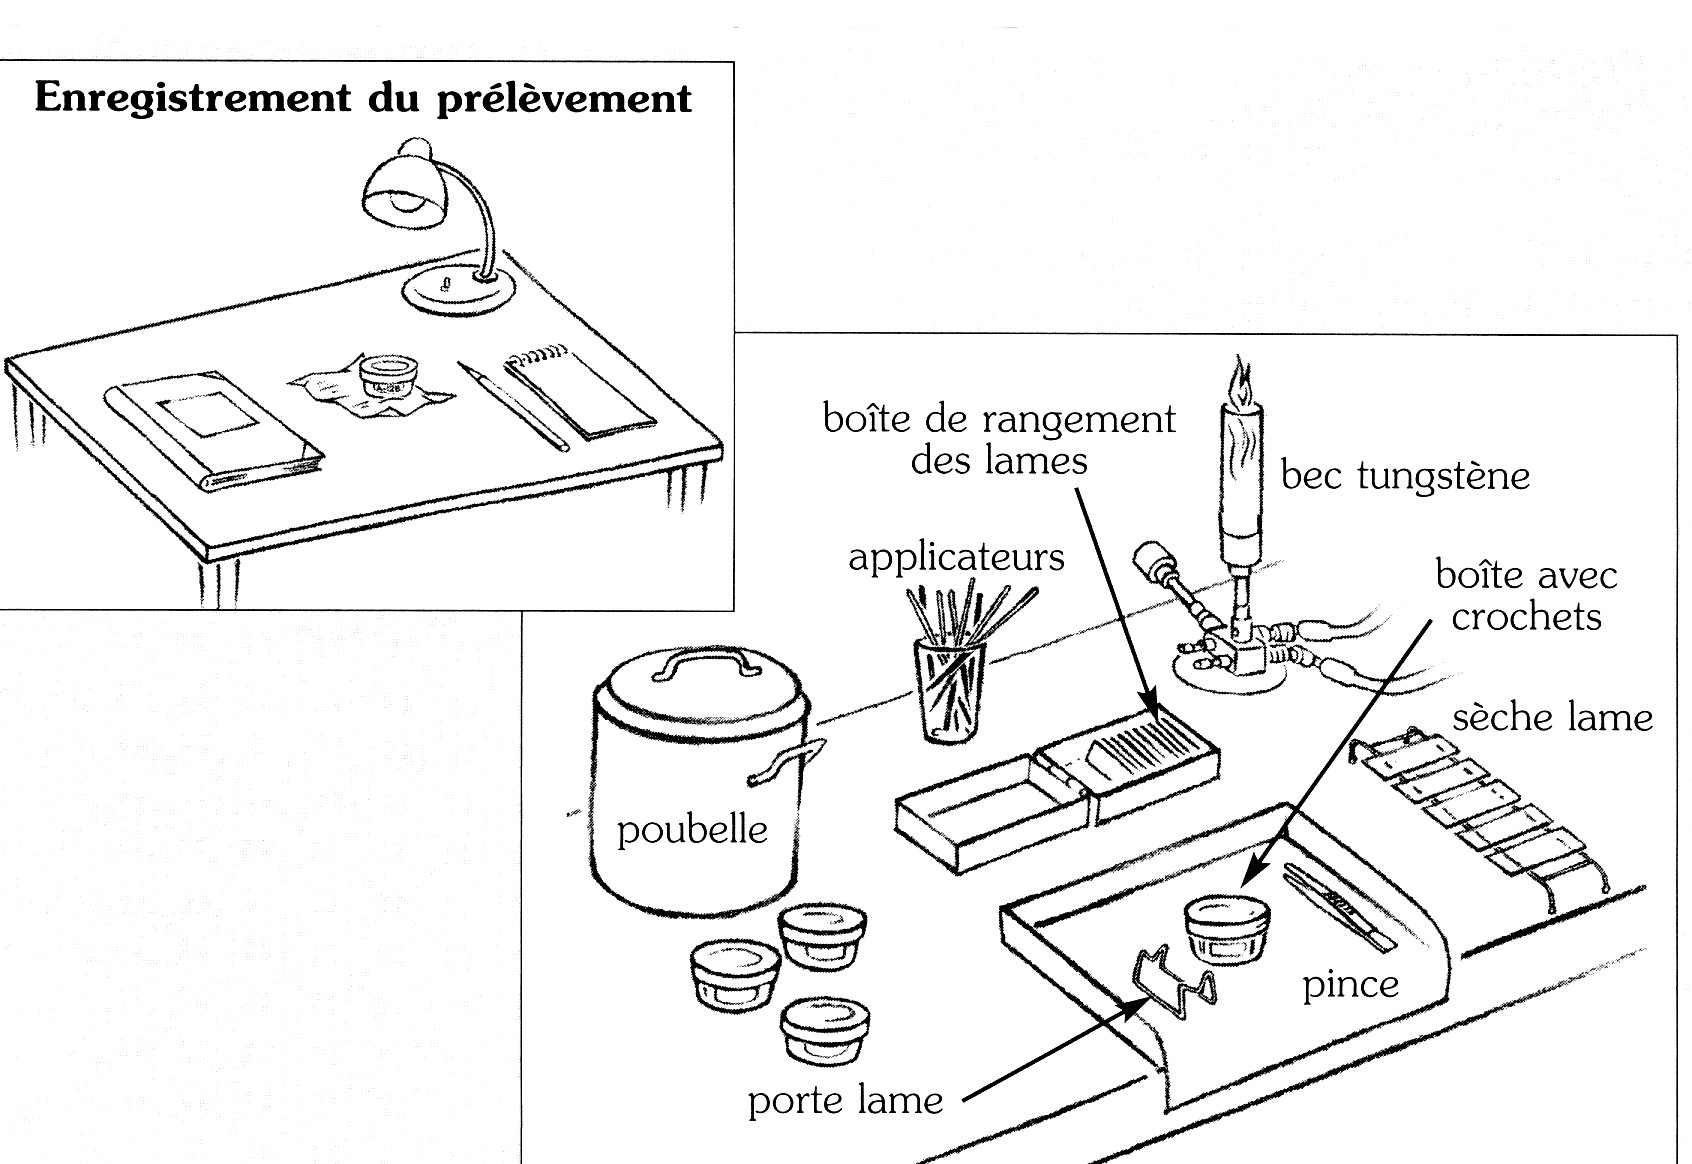 Enregistrement du prélèvement
boîte de rangement
des lames
bec tungstène
applicateurs
boîte avec
crochets
sèche lame
poubelle
pince
porte lame